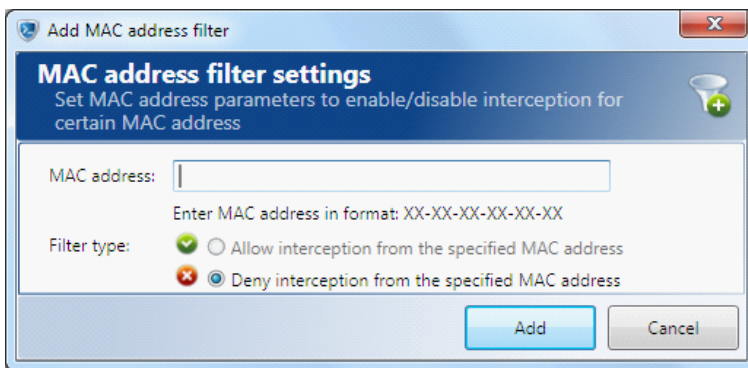 Add MAC address filter
MAC address filter settings
Set MAC address parameters to enable/disable interception for
certain MAC address
MAC address:
Enter MAC address in format: XX-XX-XX-XX-XX-XX
Filter type:
Allow interception from the specified MAC address
Deny interception from the specified MAC address
Add
Cancel